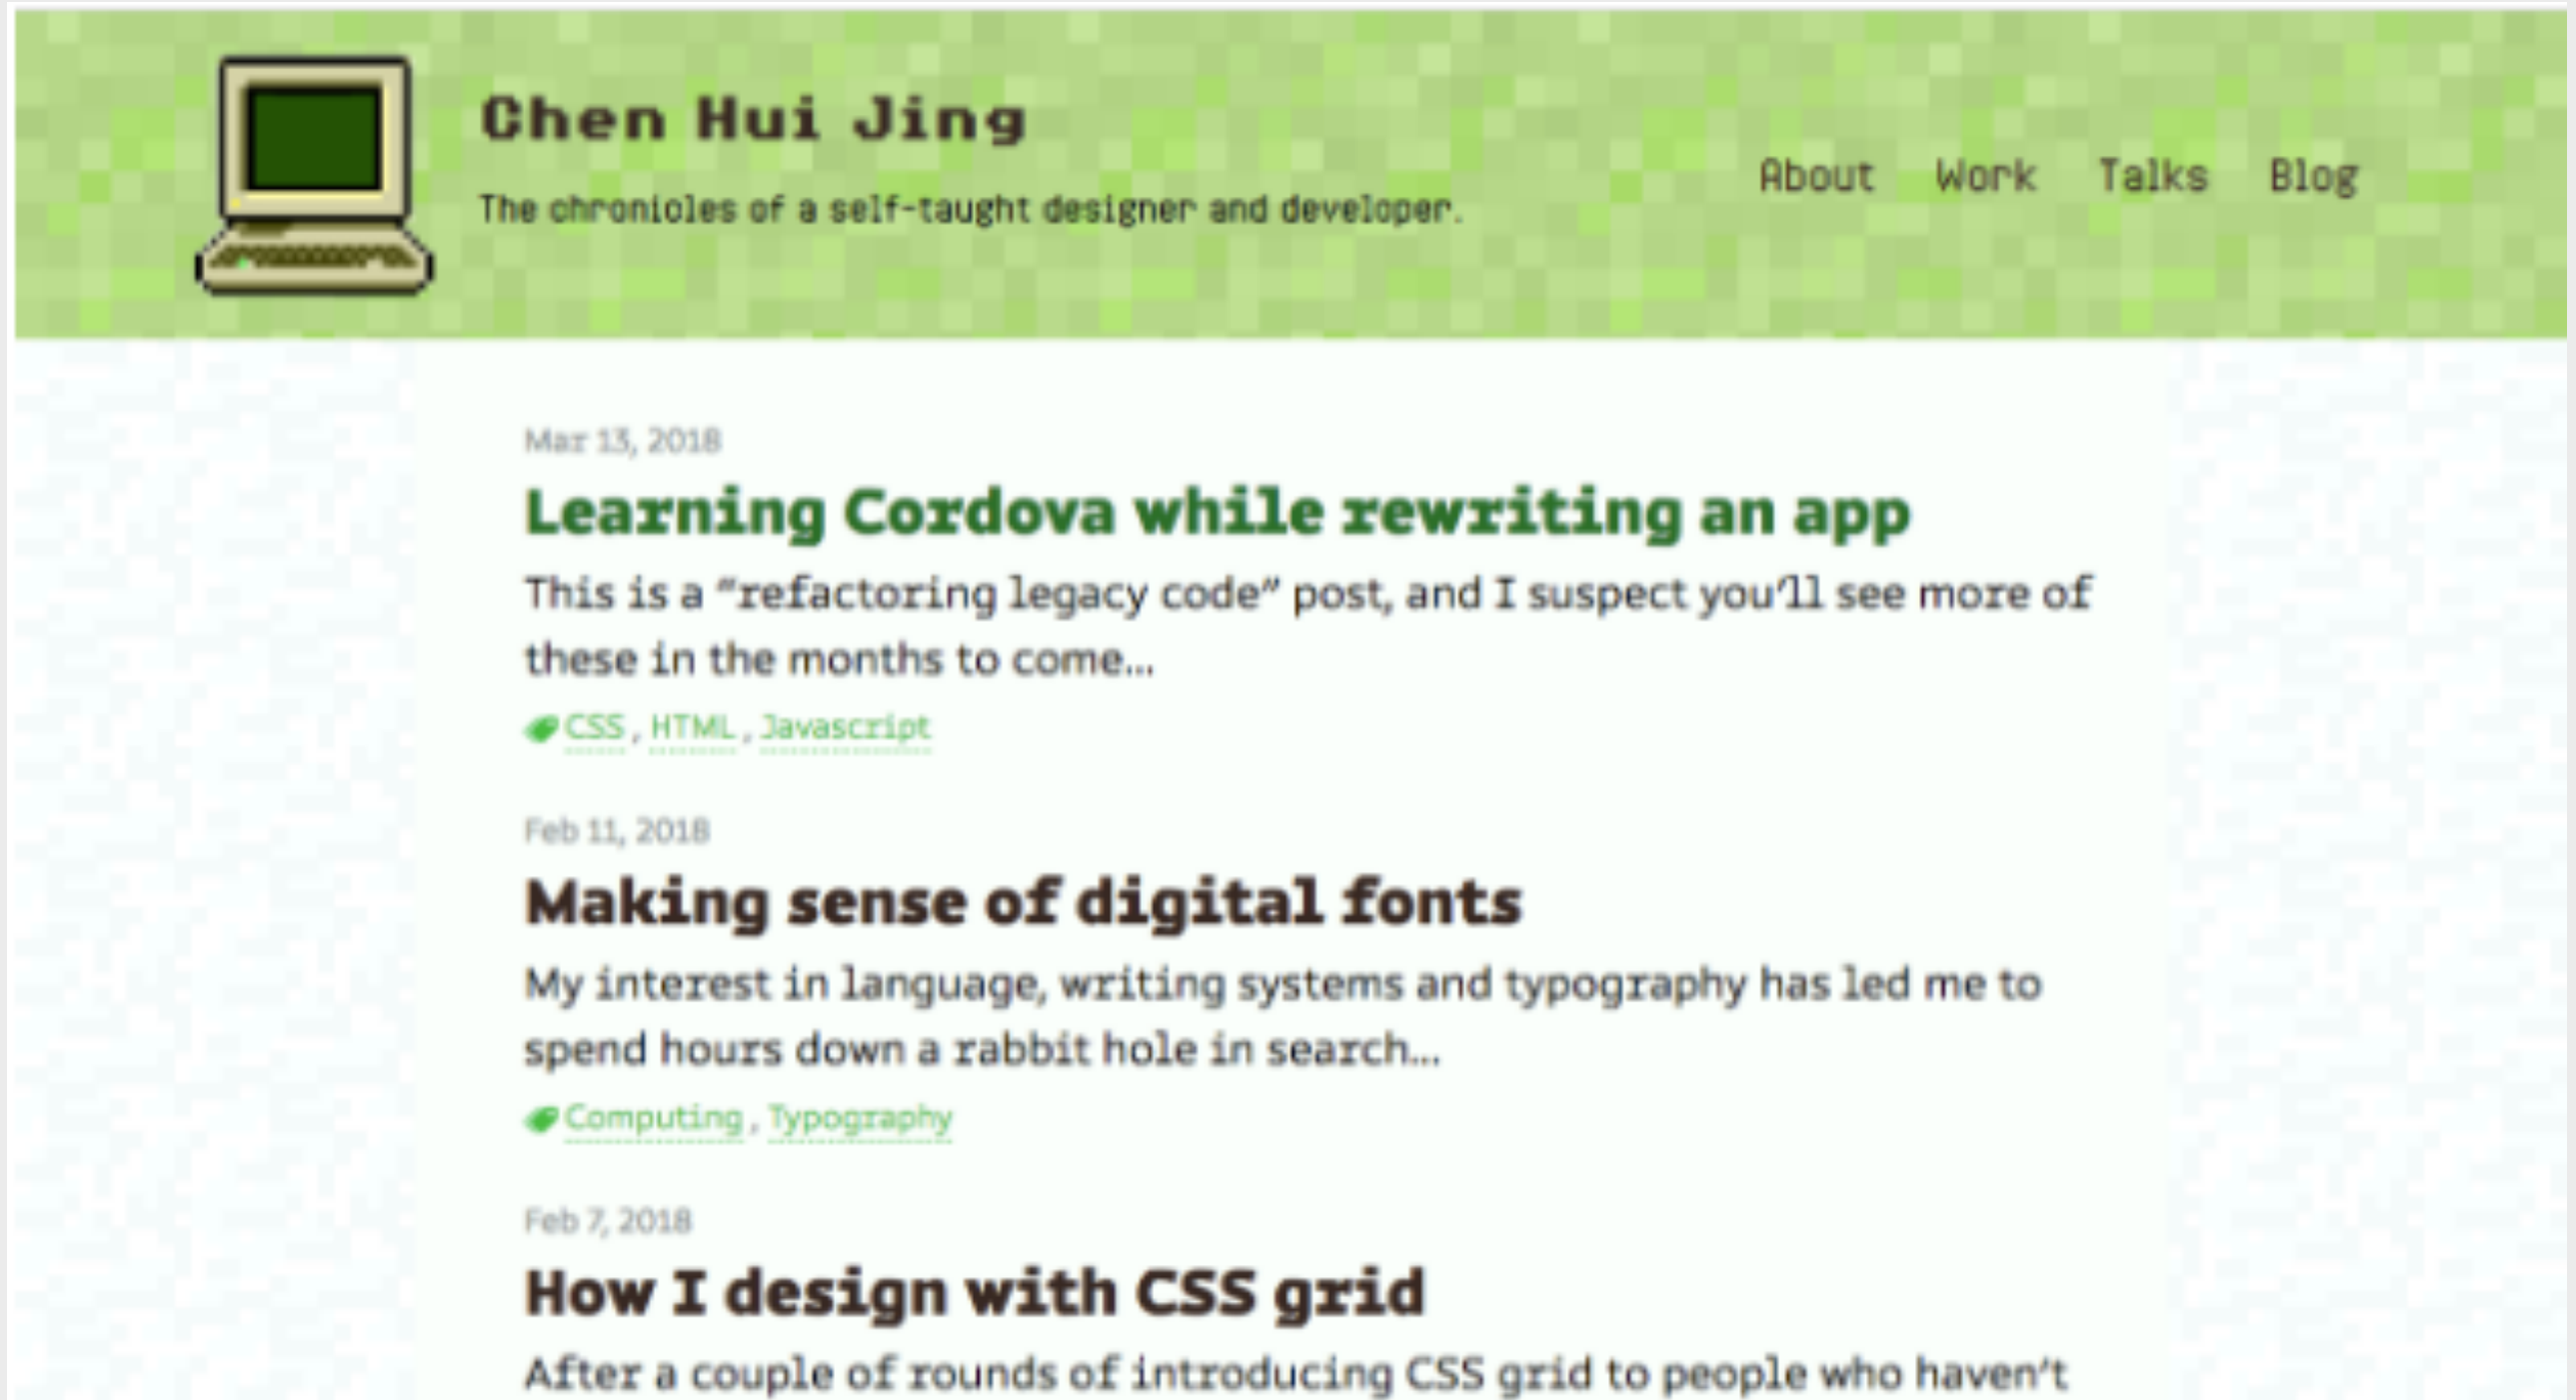 Chen Hui Jing
The chronicles of a self-taught designer and developer.
About Work Talks Blog
Mar 13, 2018
Learning Cordova while rewriting an app
This is a “refactoring legacy code” post, and I suspect you’ll see more of
these in the months to come...
CSS , HTML , Javascript
Feb 11, 2018
Making sense of digital fonts
My interest in language, writing systems and typography has led me to
spend hours down a rabbit hole in search...
Computing , Typography
Feb 7, 2018
How I design with CSS grid
After a couple of rounds of introducing CSS grid to people who haven’t